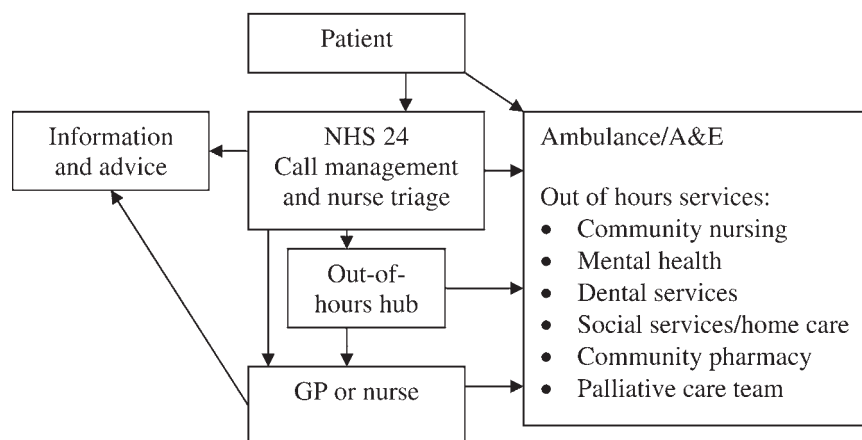 Patient
Information
and advice
NHS 24
Call management
and nurse triage
Out-of-
hours hub
GP or nurse
Ambulance/A&E
Out of hours services:
• Community nursing
• Mental health
• Dental services
• Social services/home care
• Community pharmacy
• Palliative care team